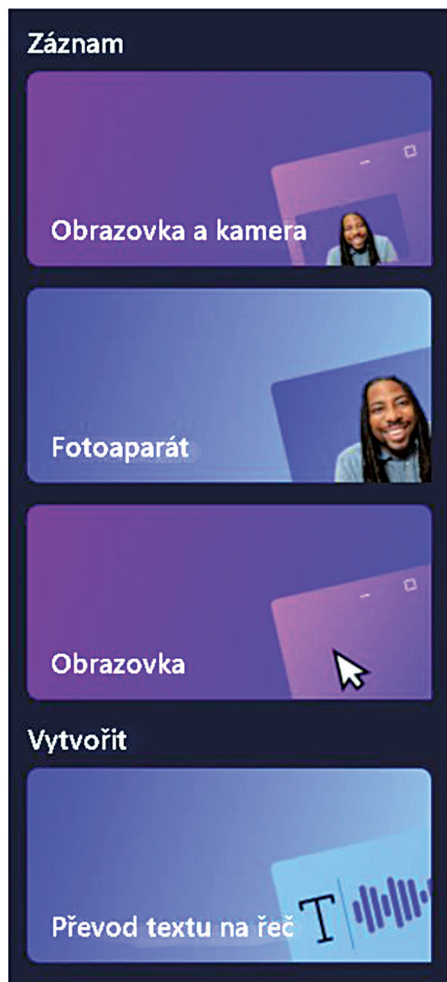 Záznam
Obrazovka a kamera
Fotoaparát
Obrazovka
Vytvořit
Převod textu na řeč
T